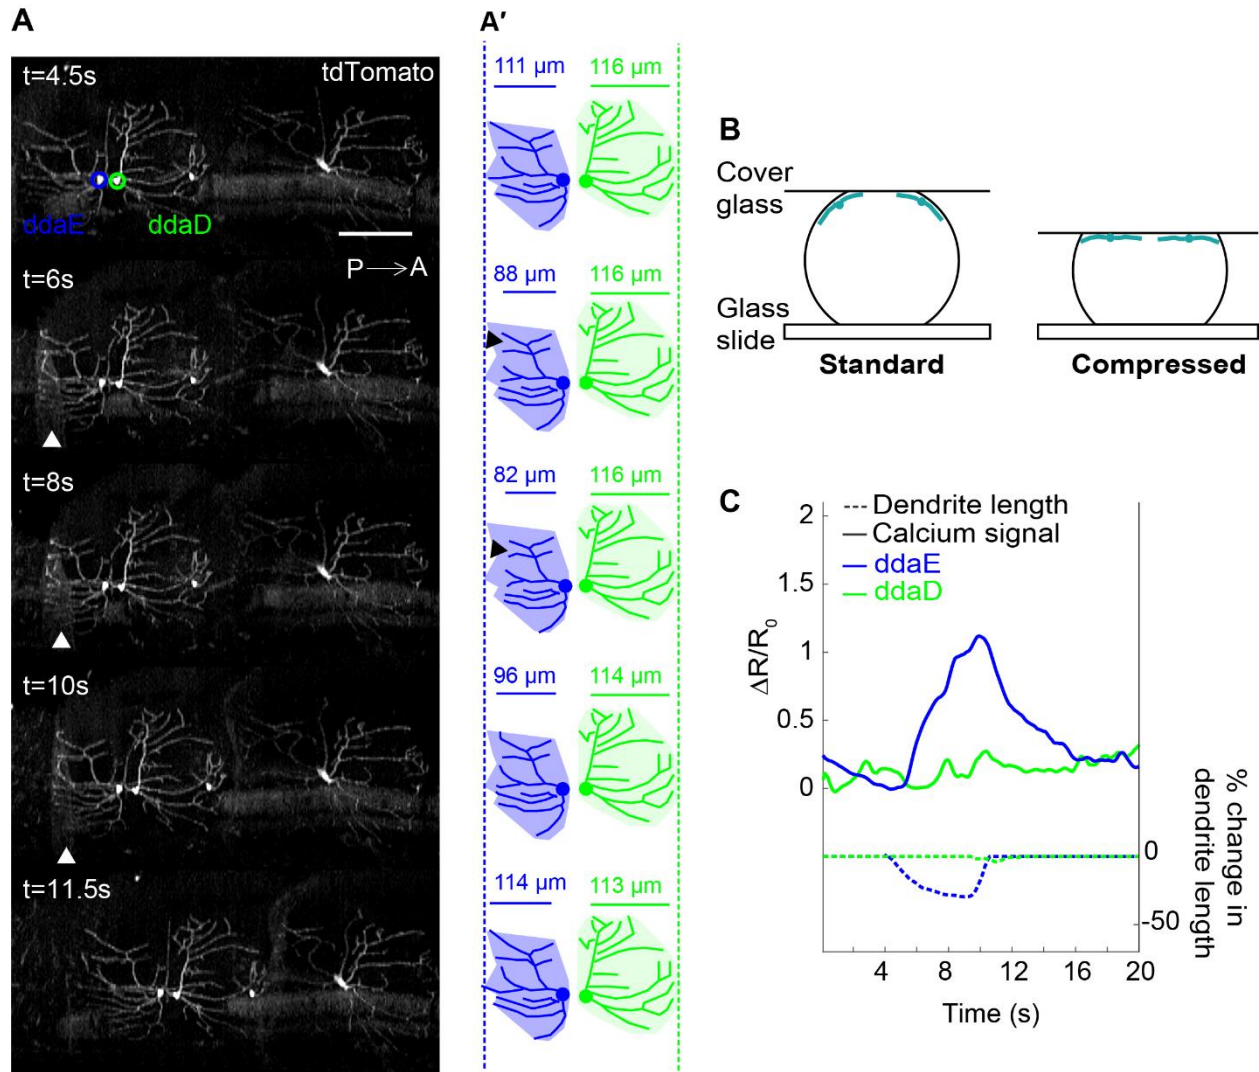 A
t=4.5s
tdTomato
ddaE
ddaD
P → A
t=6s
t=8s
t=10s
t=11.5s
A′
111 µm
116 µm
88 µm
116 µm
82 µm
116 µm
96 µm
114 µm
114 µm
113 µm
B
Cover
glass
Glass
slide
Standard
Compressed
C
Dendrite length
Calcium signal
ddaE
ddaD
2
1.5
1
0.5
0
ΔR/R₀
0
-50
% change in
dendrite length
4
8
12
16
20
Time (s)